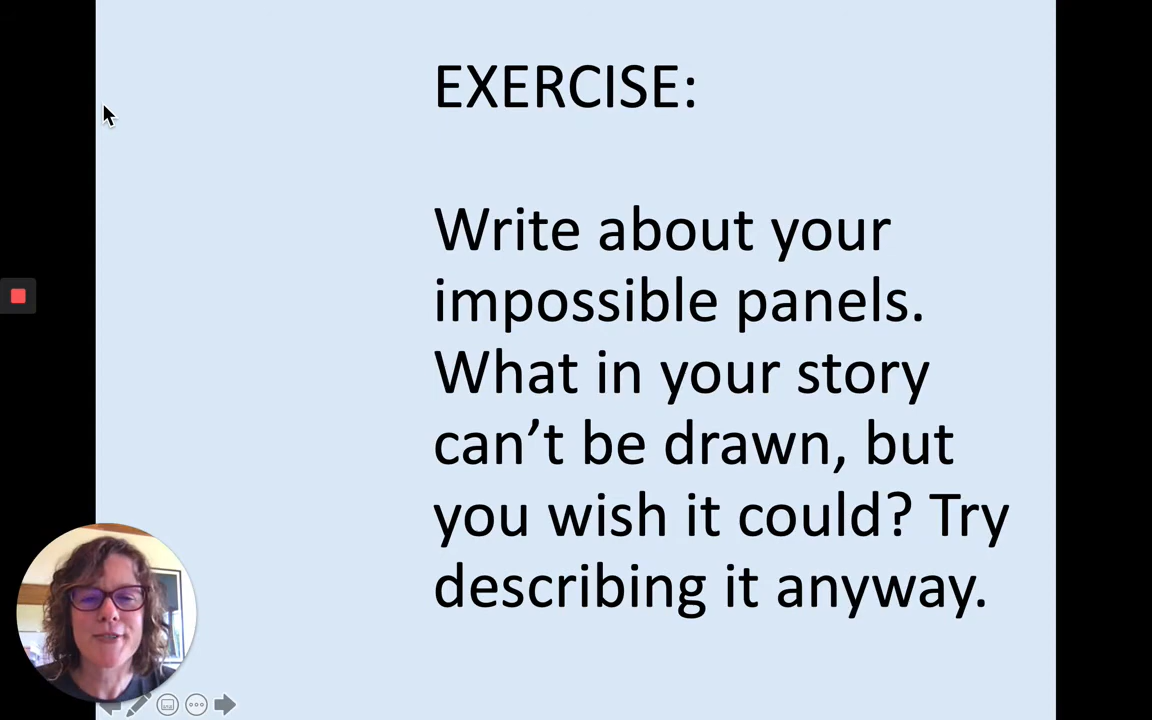 EXERCISE:
Write about your
impossible panels.
What in your story
can’t be drawn, but
you wish it could? Try
describing it anyway.